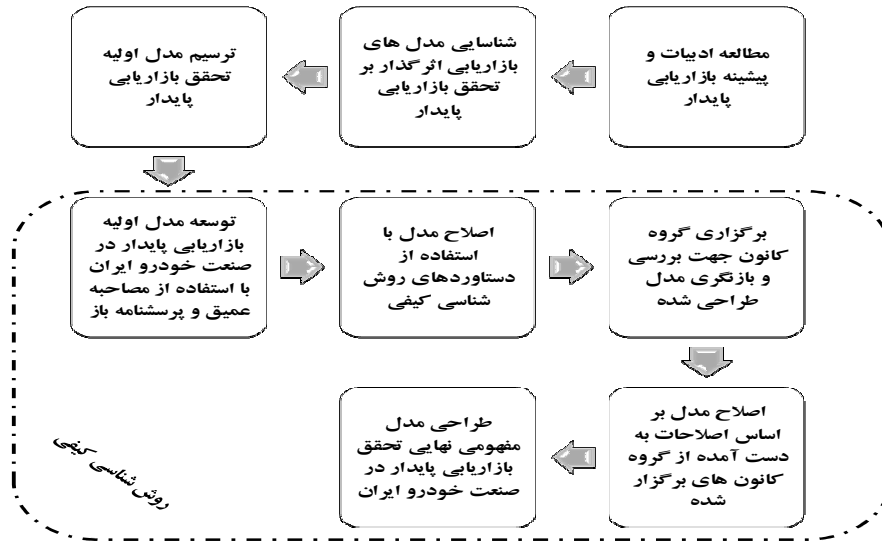 مطالعه ادبیات و
پیشینه بازاریابی
پایدار
شناسایی مدل های
بازاریابی اثرگذار بر
تحقق بازاریابی
پایدار
ترسیم مدل اولیه
تحقق بازاریابی
پایدار
توسعه مدل اولیه
بازاریابی پایدار در
صنعت خودرو ایران
با استفاده از مصاحبه
عمیق و پرسشنامه باز
اصلاح مدل با
استفاده از
دستاوردهای روش
شناسی کیفی
برگزاری گروه
کانون جهت بررسی
و بازنگری مدل
طراحی شده
اصلاح مدل بر
اساس اصلاحات به
دست آمده از گروه
کانون های برگزار
شده
طراحی مدل
مفهومی نهایی تحقق
بازاریابی پایدار در
صنعت خودرو ایران
روش شناسی کیفی